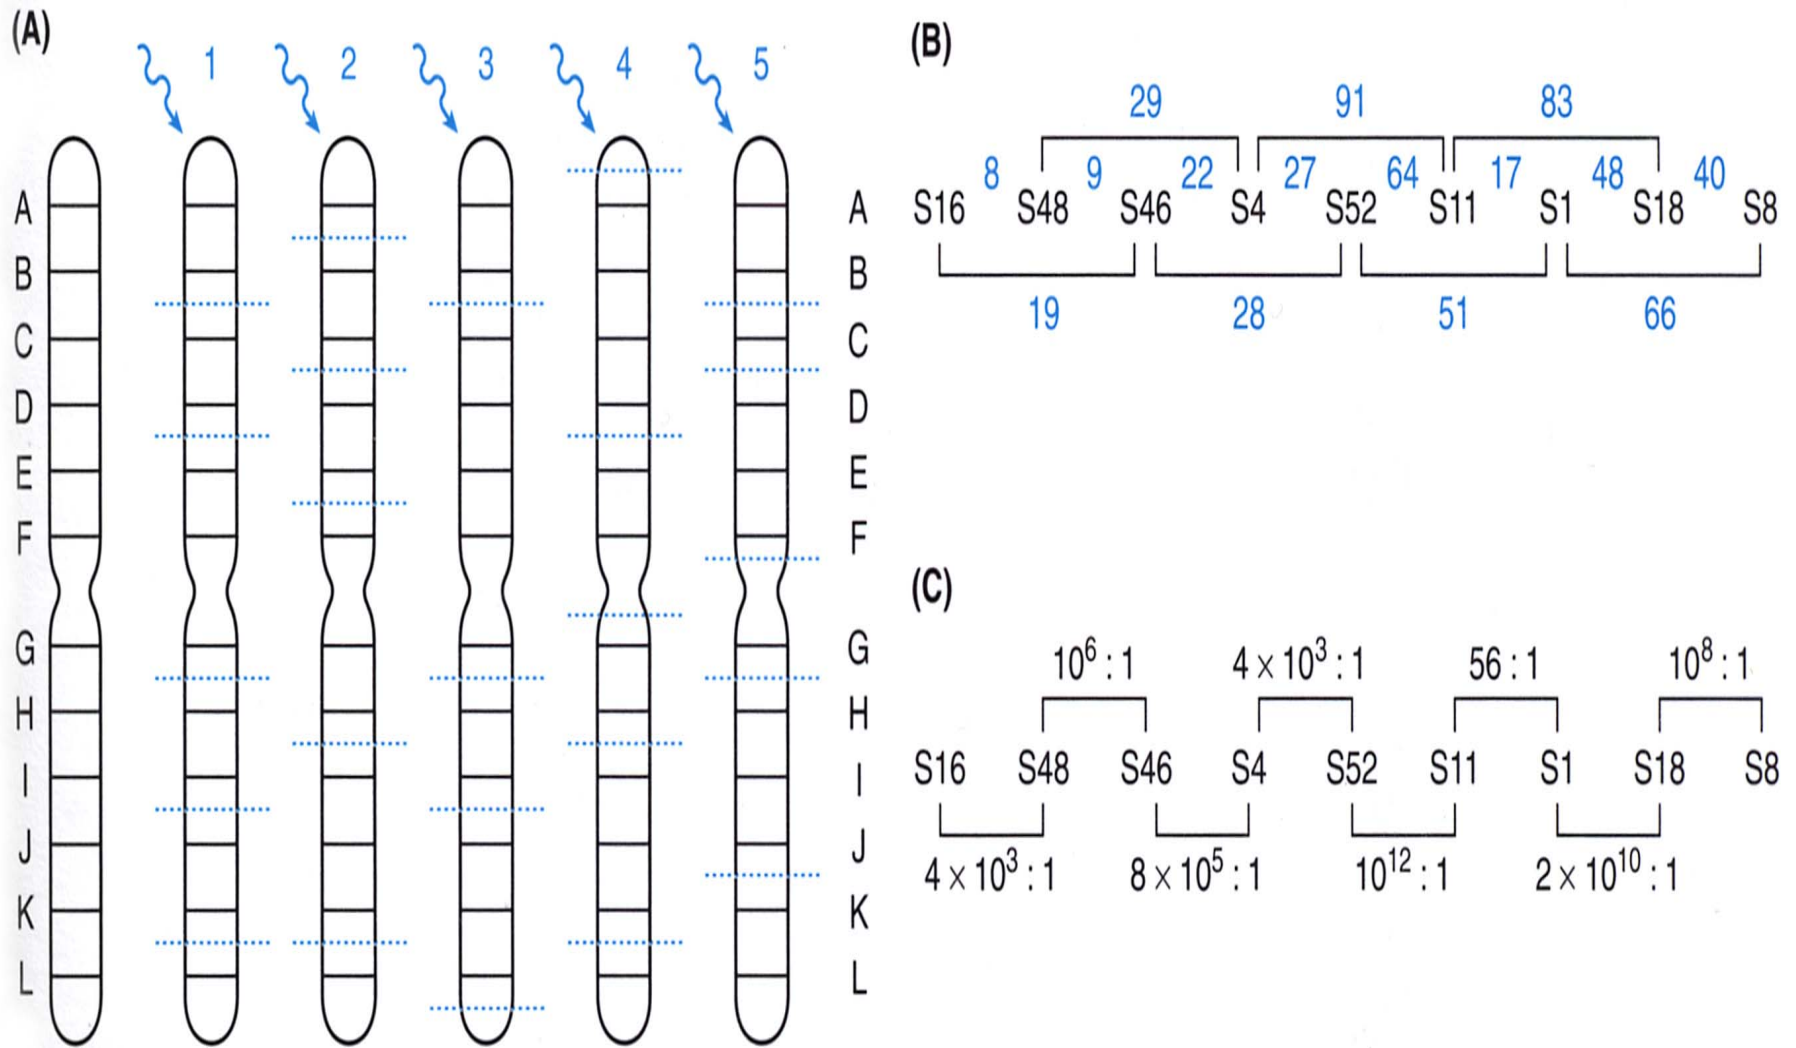 (A)
1 2 3 4 5
A A
B B
C C
D D
E E
F F
G G
H H
I I
J J
K K
L L
(B)
29 91 83
8 9 22 27 64 17 48 40
S16 S48 S46 S4 S52 S11 S1 S18 S8
19 28 51 66
(C)
10⁶ : 1 4 × 10³ : 1 56 : 1 10⁸ : 1
S16 S48 S46 S4 S52 S11 S1 S18 S8
4 × 10³ : 1 8 × 10⁵ : 1 10¹² : 1 2 × 10¹⁰ : 1